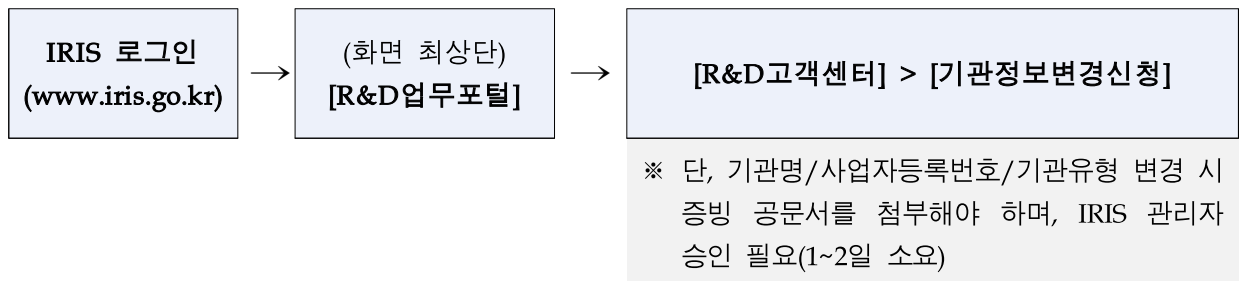 IRIS 로그인
(www.iris.go.kr)
→
(화면 최상단)
[R&D업무포털]
→
[R&D고객센터] > [기관정보변경신청]
※ 단, 기관명/사업자등록번호/기관유형 변경 시
증빙 공문서를 첨부해야 하며, IRIS 관리자
승인 필요(1~2일 소요)